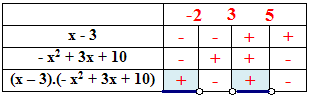 -2 3 5
x - 3 - - + +
- x² + 3x + 10 - + + -
(x – 3).(- x² + 3x + 10) + - + -